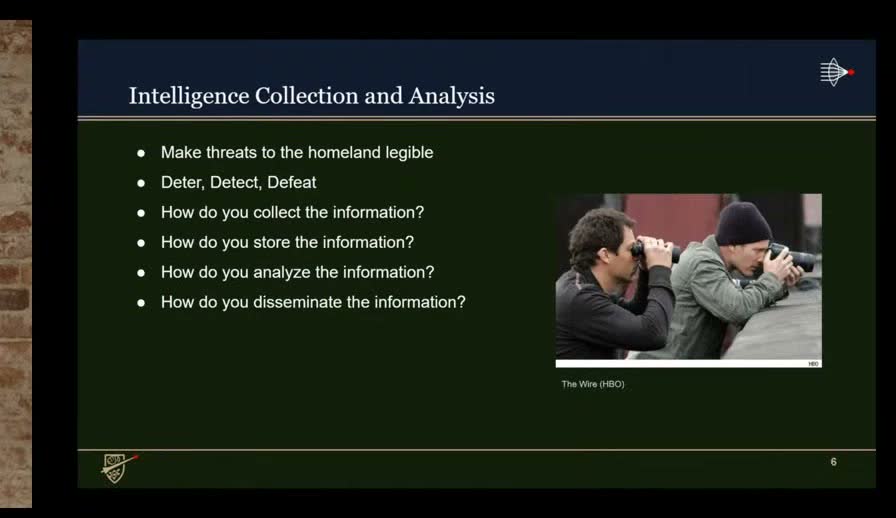 Intelligence Collection and Analysis
Make threats to the homeland legible
Deter, Detect, Defeat
How do you collect the information?
How do you store the information?
How do you analyze the information?
How do you disseminate the information?
HBO
The Wire (HBO)
6